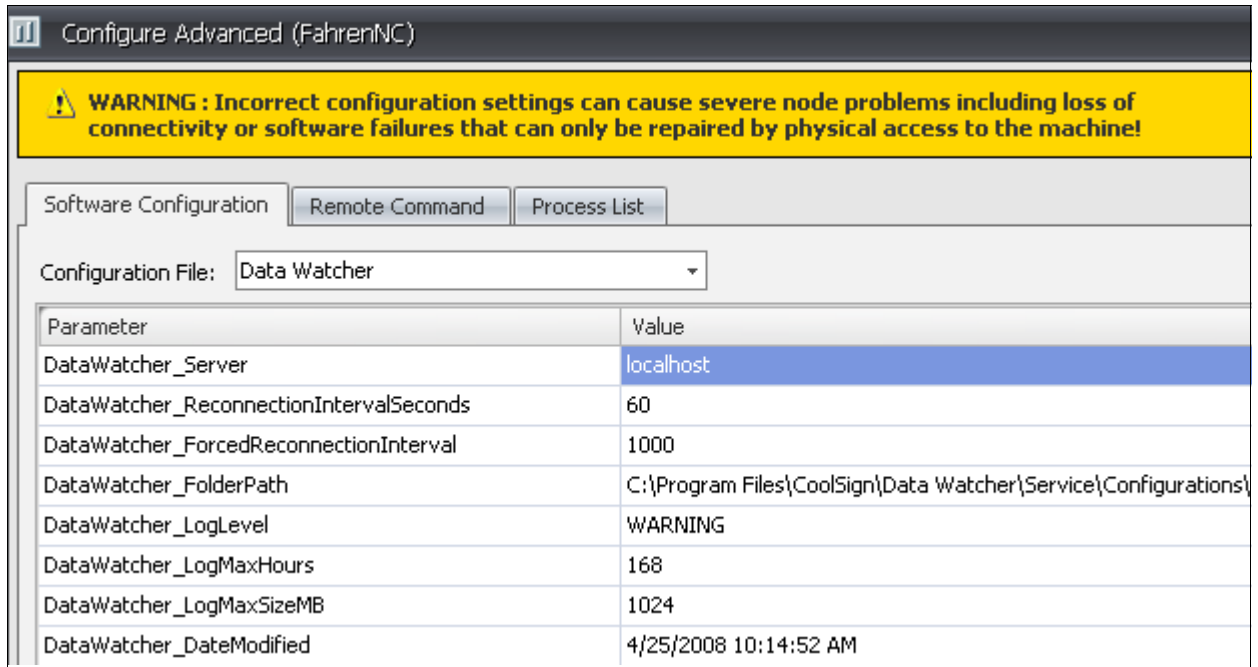 Configure Advanced (FahrenNC)
WARNING : Incorrect configuration settings can cause severe node problems including loss of
connectivity or software failures that can only be repaired by physical access to the machine!
Software Configuration Remote Command Process List
Configuration File: Data Watcher
Parameter Value
DataWatcher_Server localhost
DataWatcher_ReconnectionIntervalSeconds 60
DataWatcher_ForcedReconnectionInterval 1000
DataWatcher_FolderPath C:\Program Files\CoolSign\Data Watcher\Service\Configurations\
DataWatcher_LogLevel WARNING
DataWatcher_LogMaxHours 168
DataWatcher_LogMaxSizeMB 1024
DataWatcher_DateModified 4/25/2008 10:14:52 AM